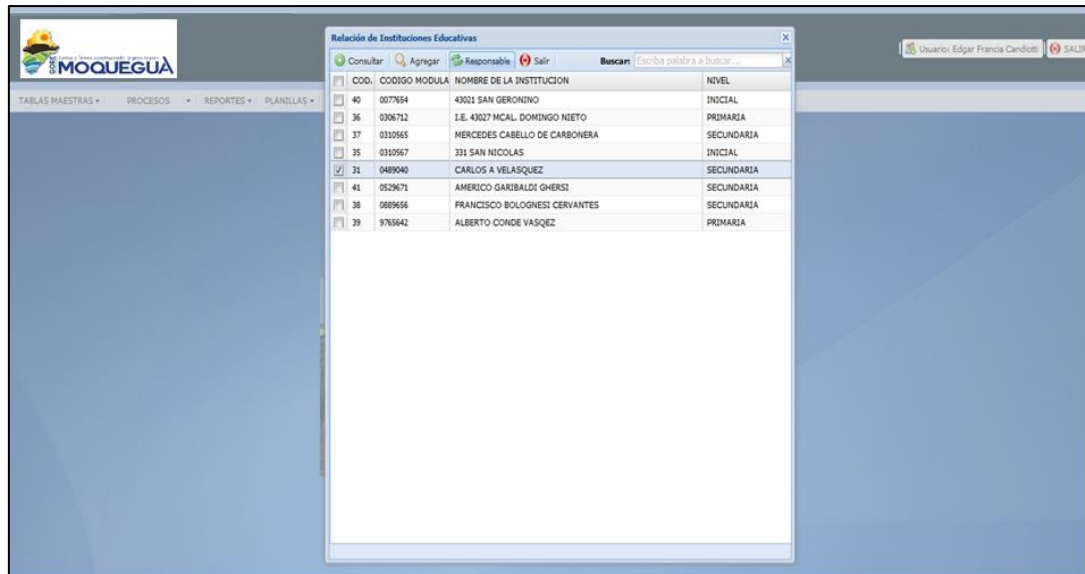 Relación de Instituciones Educativas
MOQUEGUA
Usuario: Edgar Francia Candiotti SALIR
Consultar Agregar Responsable Salir Buscar: Escriba palabra a buscar...
COD. CODIGO MODULA NOMBRE DE LA INSTITUCION NIVEL
TABLAS MAESTRAS PROCESOS REPORTES PLANILLAS
40 0077654 43021 SAN GERONINO INICIAL
36 0306712 I.E. 43027 MCAL. DOMINGO NIETO PRIMARIA
37 0310565 MERCEDES CABELLO DE CARBONERA SECUNDARIA
35 0310567 331 SAN NICOLAS INICIAL
31 0489040 CARLOS A VELASQUEZ SECUNDARIA
41 0529671 AMERICO GARIBALDI GHERSI SECUNDARIA
38 0889656 FRANCISCO BOLOGNESI CERVANTES SECUNDARIA
39 9765642 ALBERTO CONDE VASQEZ PRIMARIA